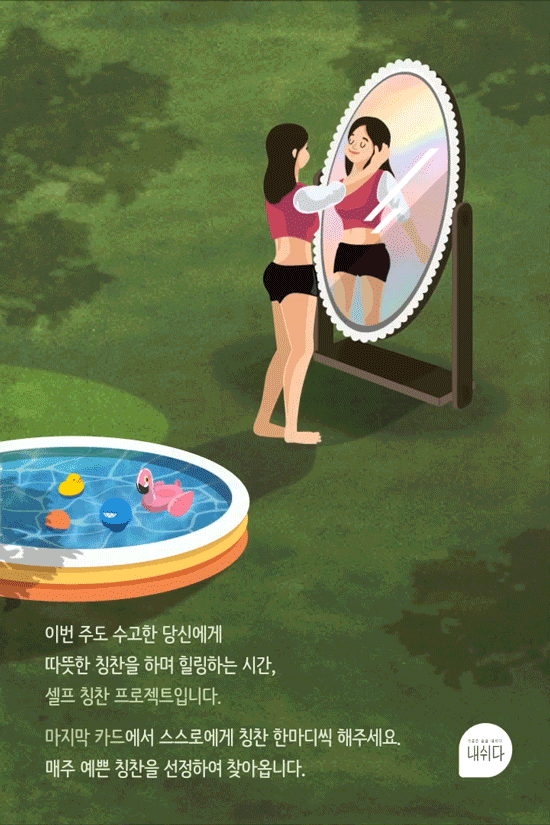 이번 주도 수고한 당신에게
따뜻한 칭찬을 하며 힐링하는 시간,
셀프 칭찬 프로젝트입니다.
마지막 카드에서 스스로에게 칭찬 한마디씩 해주세요.
매주 예쁜 칭찬을 선정하여 찾아옵니다.
내쉬다